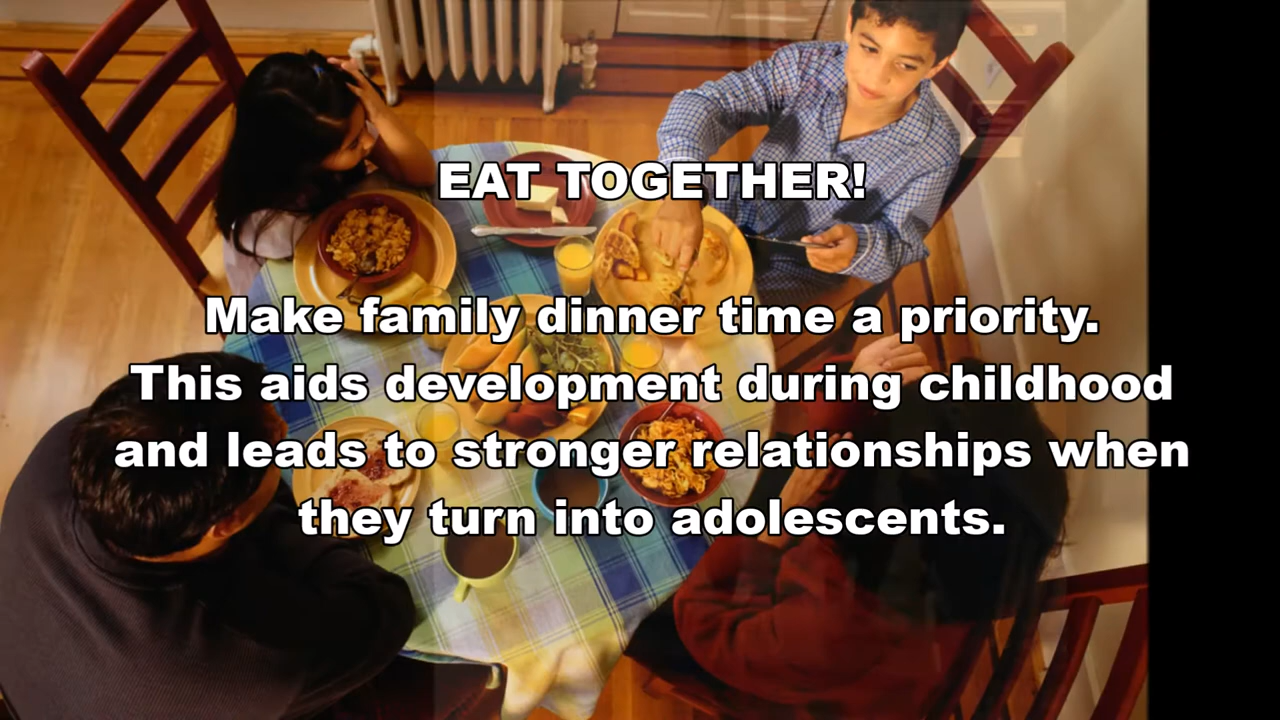 EAT TOGETHER!
Make family dinner time a priority.
This aids development during childhood
and leads to stronger relationships when
they turn into adolescents.